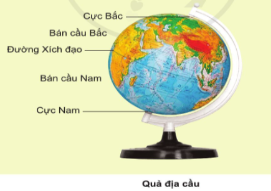 Cực Bắc
Bán cầu Bắc
Đường Xích đạo
Bán cầu Nam
Cực Nam
Quả địa cầu